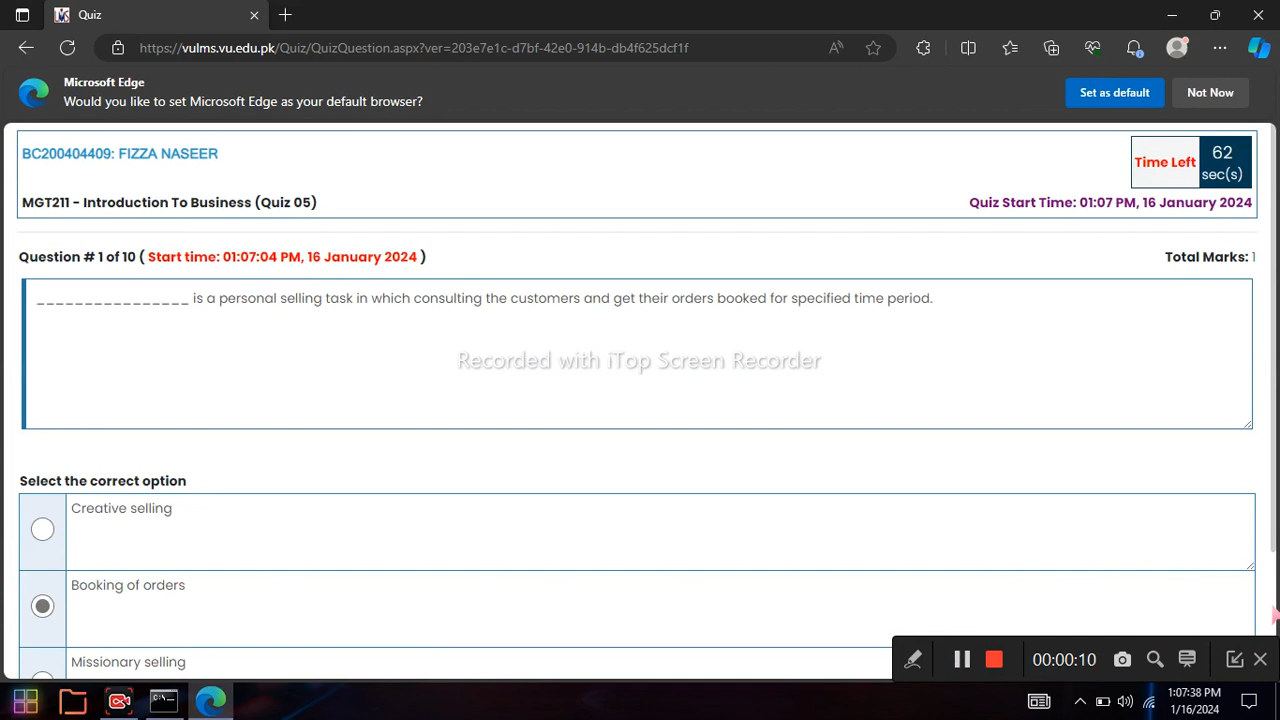 Quiz
https://vulms.vu.edu.pk/Quiz/QuizQuestion.aspx?ver=203e7e1c-d7bf-42e0-914b-db4f625dcf1f
Microsoft Edge
Would you like to set Microsoft Edge as your default browser?
Set as default
Not Now
BC200404409: FIZZA NASEER
Time Left
62
sec(s)
MGT211 - Introduction To Business (Quiz 05)
Quiz Start Time: 01:07 PM, 16 January 2024
Question # 1 of 10 ( Start time: 01:07:04 PM, 16 January 2024 )
Total Marks: 1
________________ is a personal selling task in which consulting the customers and get their orders booked for specified time period.
Recorded with iTop Screen Recorder
Select the correct option
Creative selling
Booking of orders
Missionary selling
00:00:10
1:07:38 PM
1/16/2024